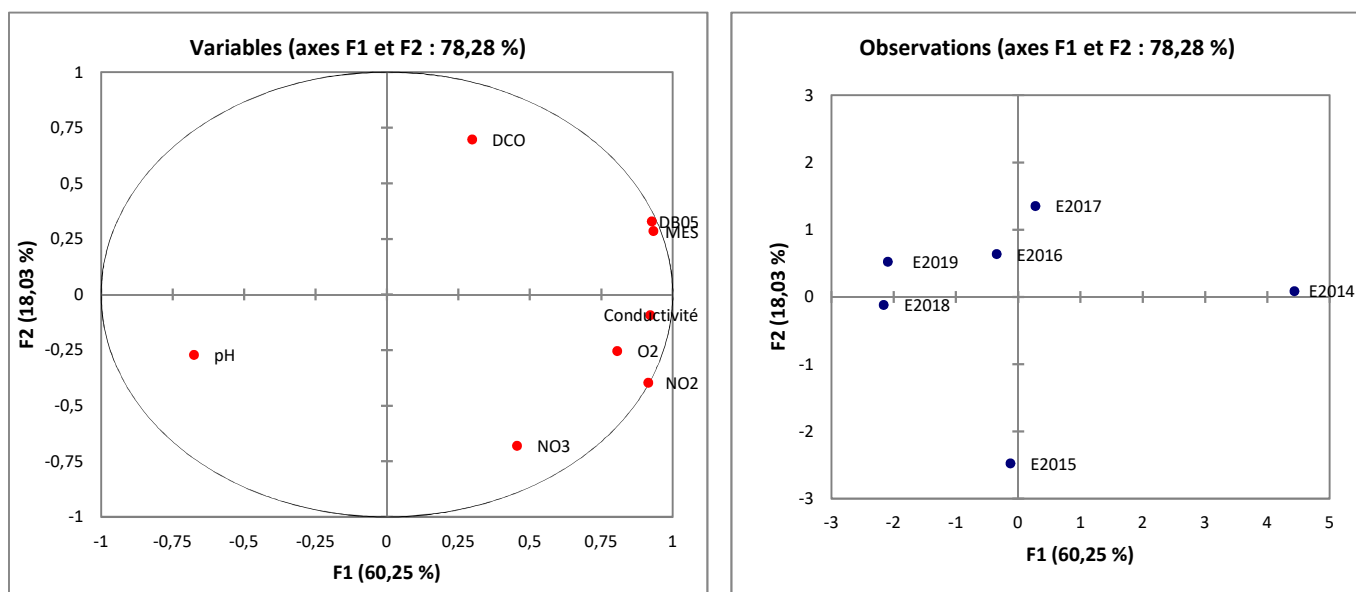 Variables (axes F1 et F2 : 78,28 %)
1
0,75
0,5
0,25
0
-0,25
-0,5
-0,75
-1
F2 (18,03 %)
DCO
DB05
MES
Conductivité
O2
NO2
pH
NO3
-1 -0,75 -0,5 -0,25 0 0,25 0,5 0,75 1
F1 (60,25 %)
Observations (axes F1 et F2 : 78,28 %)
3
2
1
0
-1
-2
-3
F2 (18,03 %)
E2017
E2016
E2019
E2014
E2018
E2015
-3 -2 -1 0 1 2 3 4 5
F1 (60,25 %)